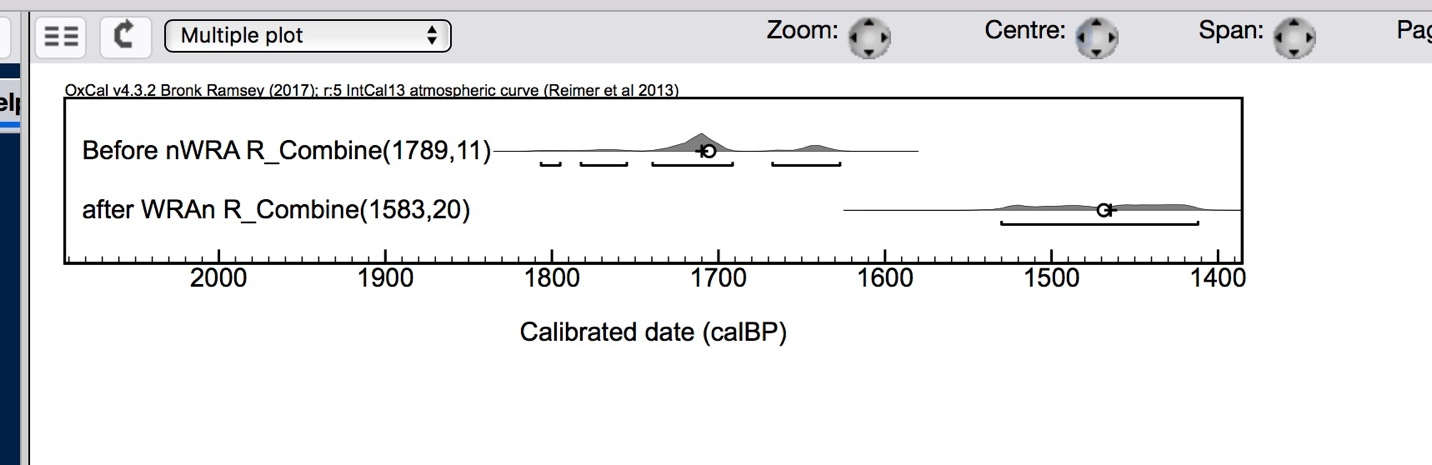 Multiple plot
Zoom:
Centre:
Span:
OxCal v4.3.2 Bronk Ramsey (2017); r:5 IntCal13 atmospheric curve (Reimer et al 2013)
Before nWRA R_Combine(1789,11)
after WRAn R_Combine(1583,20)
2000 1900 1800 1700 1600 1500 1400
Calibrated date (calBP)